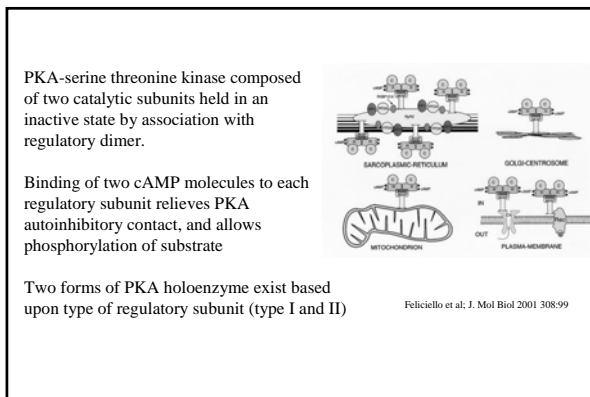 PKA-serine threonine kinase composed
of two catalytic subunits held in an
inactive state by association with
regulatory dimer.
Binding of two cAMP molecules to each
regulatory subunit relieves PKA
autoinhibitory contact, and allows
phosphorylation of substrate
Two forms of PKA holoenzyme exist based
upon type of regulatory subunit (type I and II)
SARCOPLASMIC-RETICULUM
GOLGI-CENTROSOME
MITOCHONDRION
IN
OUT
PLASMA-MEMBRANE
Feliciello et al; J. Mol Biol 2001 308:99